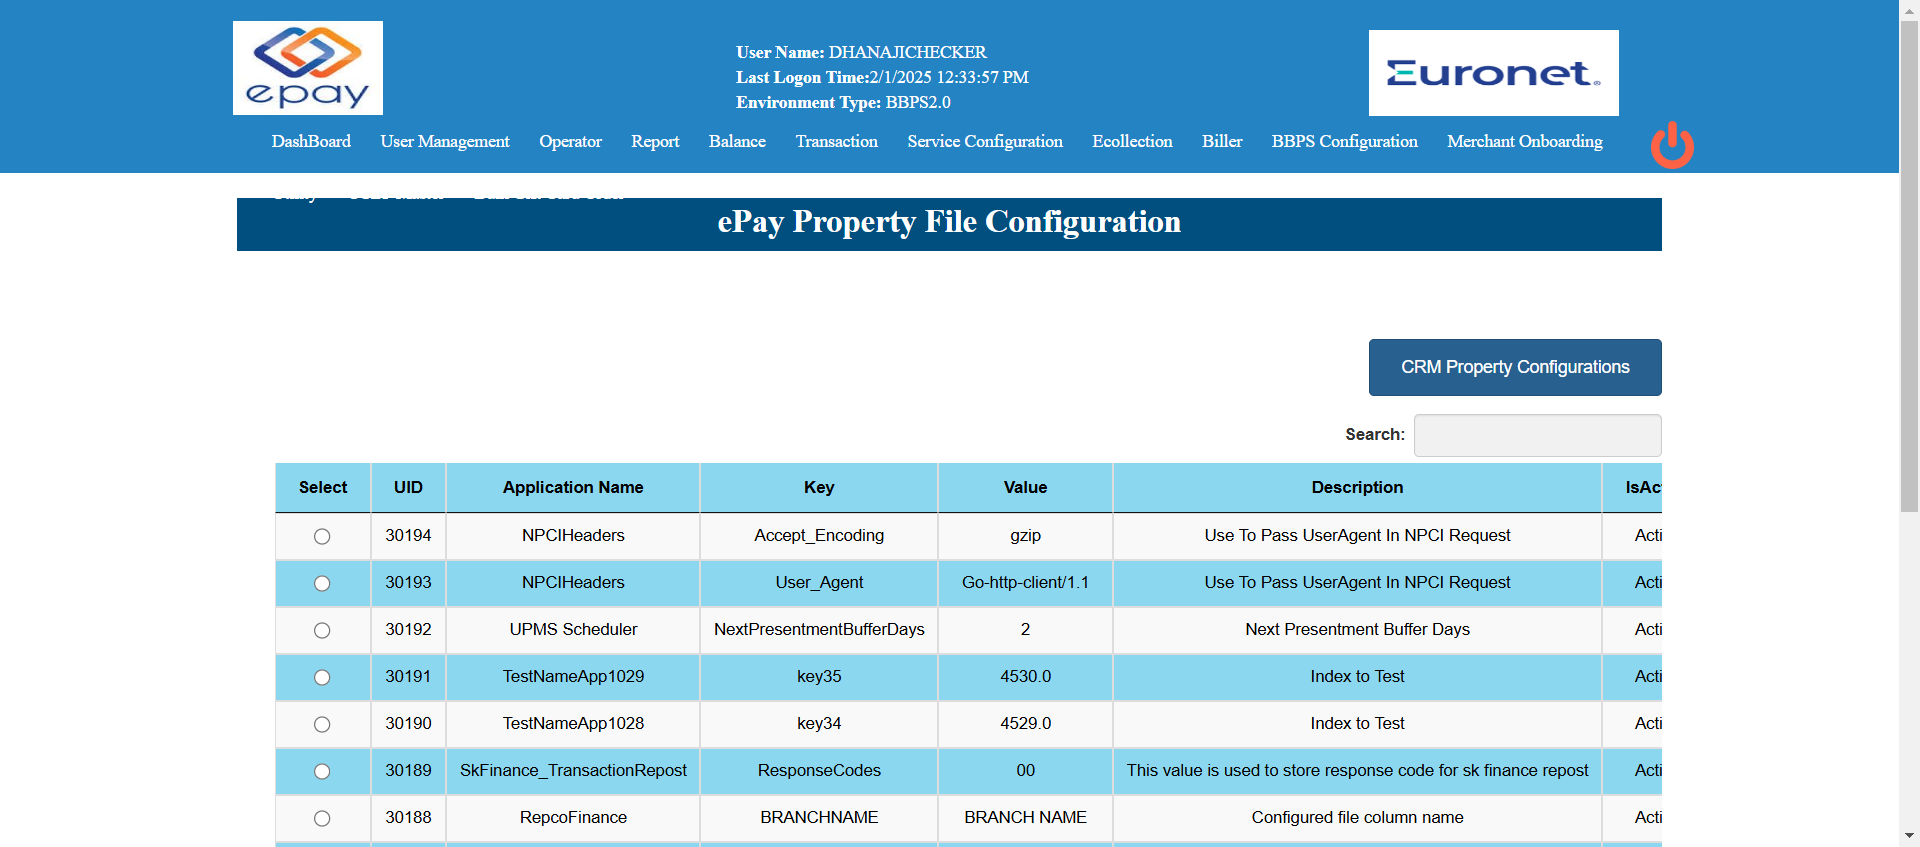 epay
User Name: DHANAJICHECKER
Last Logon Time:2/1/2025 12:33:57 PM
Environment Type: BBPS2.0
Euronet
DashBoard User Management Operator Report Balance Transaction Service Configuration Ecollection Biller BBPS Configuration Merchant Onboarding
ePay Property File Configuration
CRM Property Configurations
Search:
Select UID Application Name Key Value Description IsAc
30194 NPCIHeaders Accept_Encoding gzip Use To Pass UserAgent In NPCI Request Acti
30193 NPCIHeaders User_Agent Go-http-client/1.1 Use To Pass UserAgent In NPCI Request Acti
30192 UPMS Scheduler NextPresentmentBufferDays 2 Next Presentment Buffer Days Acti
30191 TestNameApp1029 key35 4530.0 Index to Test Acti
30190 TestNameApp1028 key34 4529.0 Index to Test Acti
30189 SkFinance_TransactionRepost ResponseCodes 00 This value is used to store response code for sk finance repost Acti
30188 RepcoFinance BRANCHNAME BRANCH NAME Configured file column name Acti